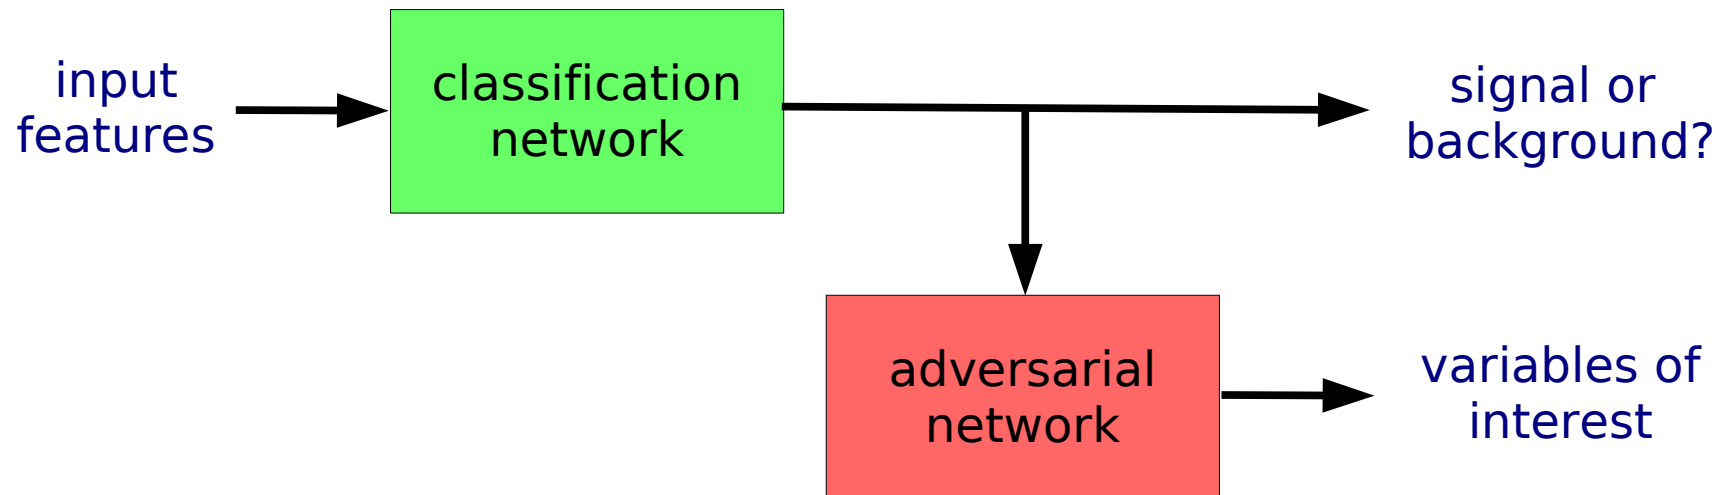 input
features
classification
network
signal or
background?
adversarial
network
variables of
interest